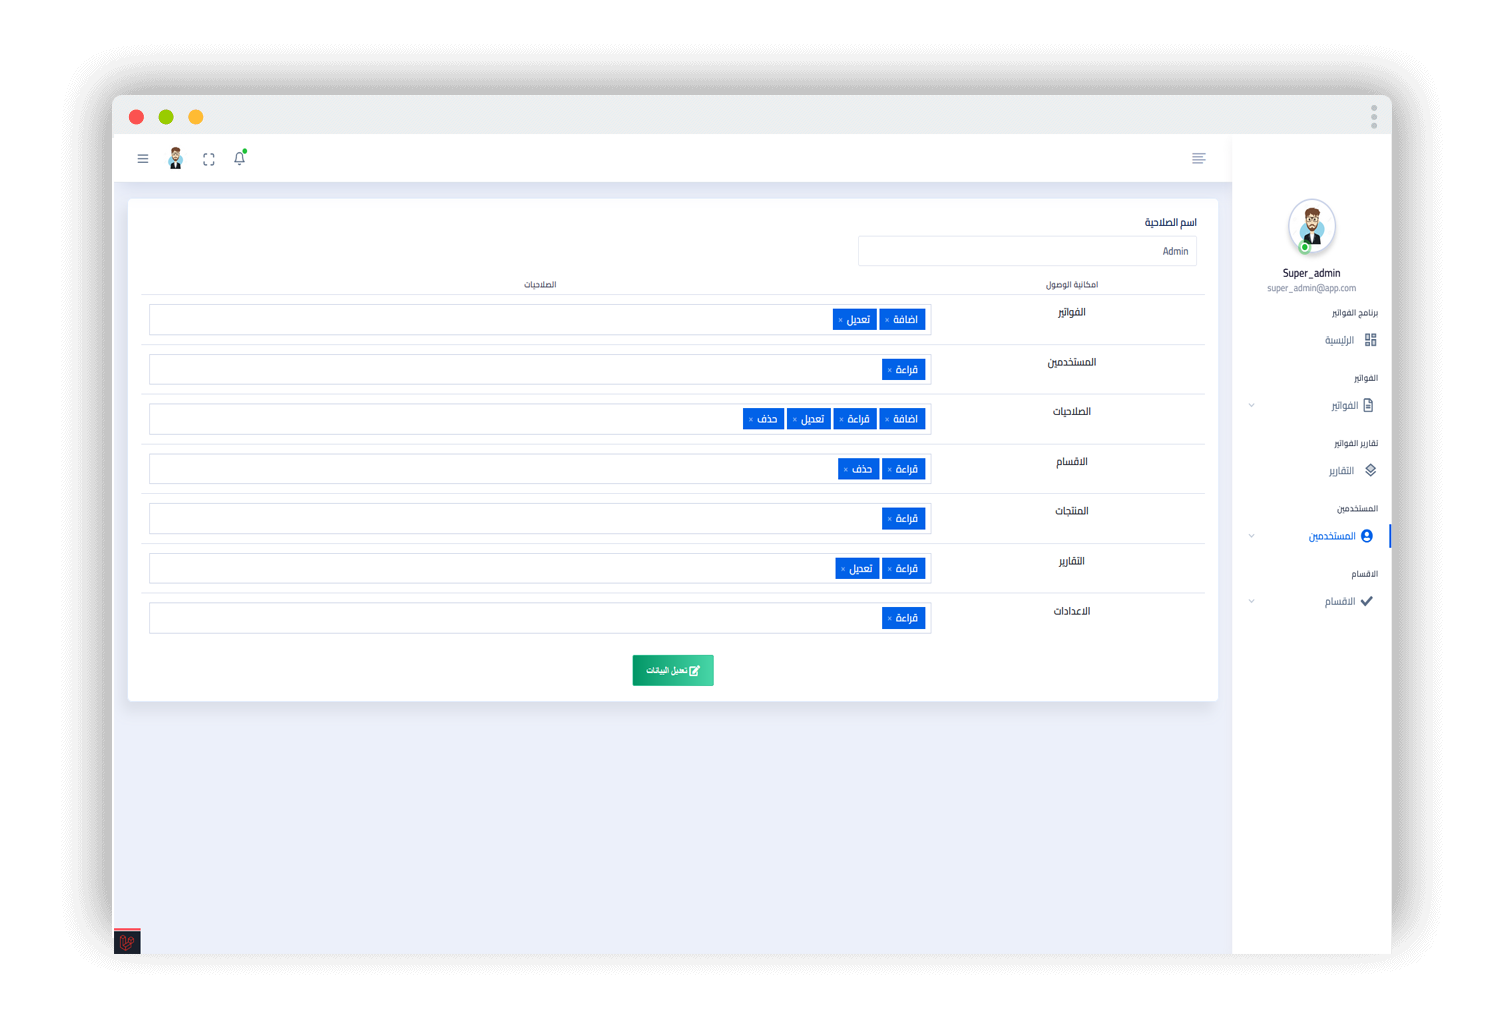 اسم الصلاحية
Admin
امكانية الوصول الصلاحيات
الفواتير × اضافة × تعديل
المستخدمين × قراءة
الصلاحيات × اضافة × قراءة × تعديل × حذف
الاقسام × قراءة × حذف
المنتجات × قراءة
التقارير × قراءة × تعديل
الاعدادات × قراءة
تعديل البيانات
Super_admin
super_admin@app.com
برنامج الفواتير
الرئيسية
الفواتير
الفواتير
تقارير الفواتير
التقارير
المستخدمين
المستخدمين
الاقسام
الاقسام